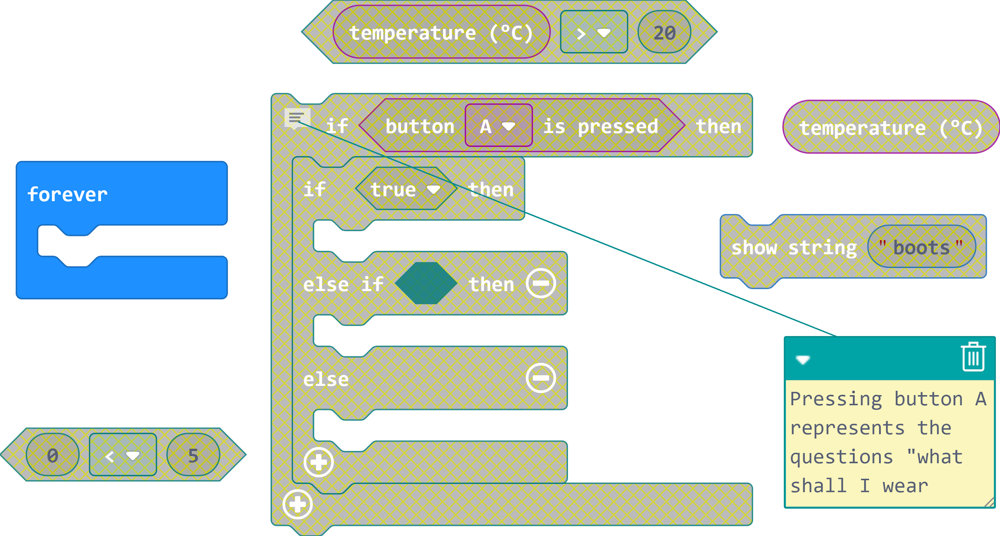 temperature (°C) > 20
if button A is pressed then
temperature (°C)
forever
if true then
show string "boots"
else if then
else
0 < 5
Pressing button A
represents the
questions "what
shall I wear